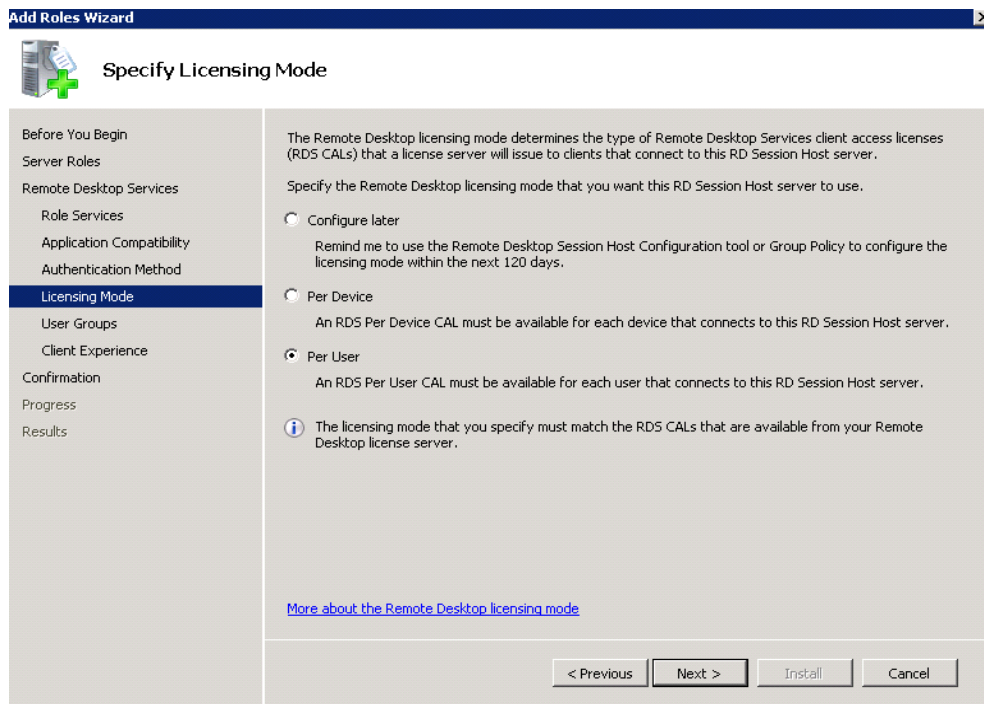 Add Roles Wizard
Specify Licensing Mode
Before You Begin
Server Roles
Remote Desktop Services
Role Services
Application Compatibility
Authentication Method
Licensing Mode
User Groups
Client Experience
Confirmation
Progress
Results
The Remote Desktop licensing mode determines the type of Remote Desktop Services client access licenses
(RDS CALs) that a license server will issue to clients that connect to this RD Session Host server.
Specify the Remote Desktop licensing mode that you want this RD Session Host server to use.
Configure later
Remind me to use the Remote Desktop Session Host Configuration tool or Group Policy to configure the
licensing mode within the next 120 days.
Per Device
An RDS Per Device CAL must be available for each device that connects to this RD Session Host server.
Per User
An RDS Per User CAL must be available for each user that connects to this RD Session Host server.
The licensing mode that you specify must match the RDS CALs that are available from your Remote
Desktop license server.
More about the Remote Desktop licensing mode
< Previous
Next >
Install
Cancel